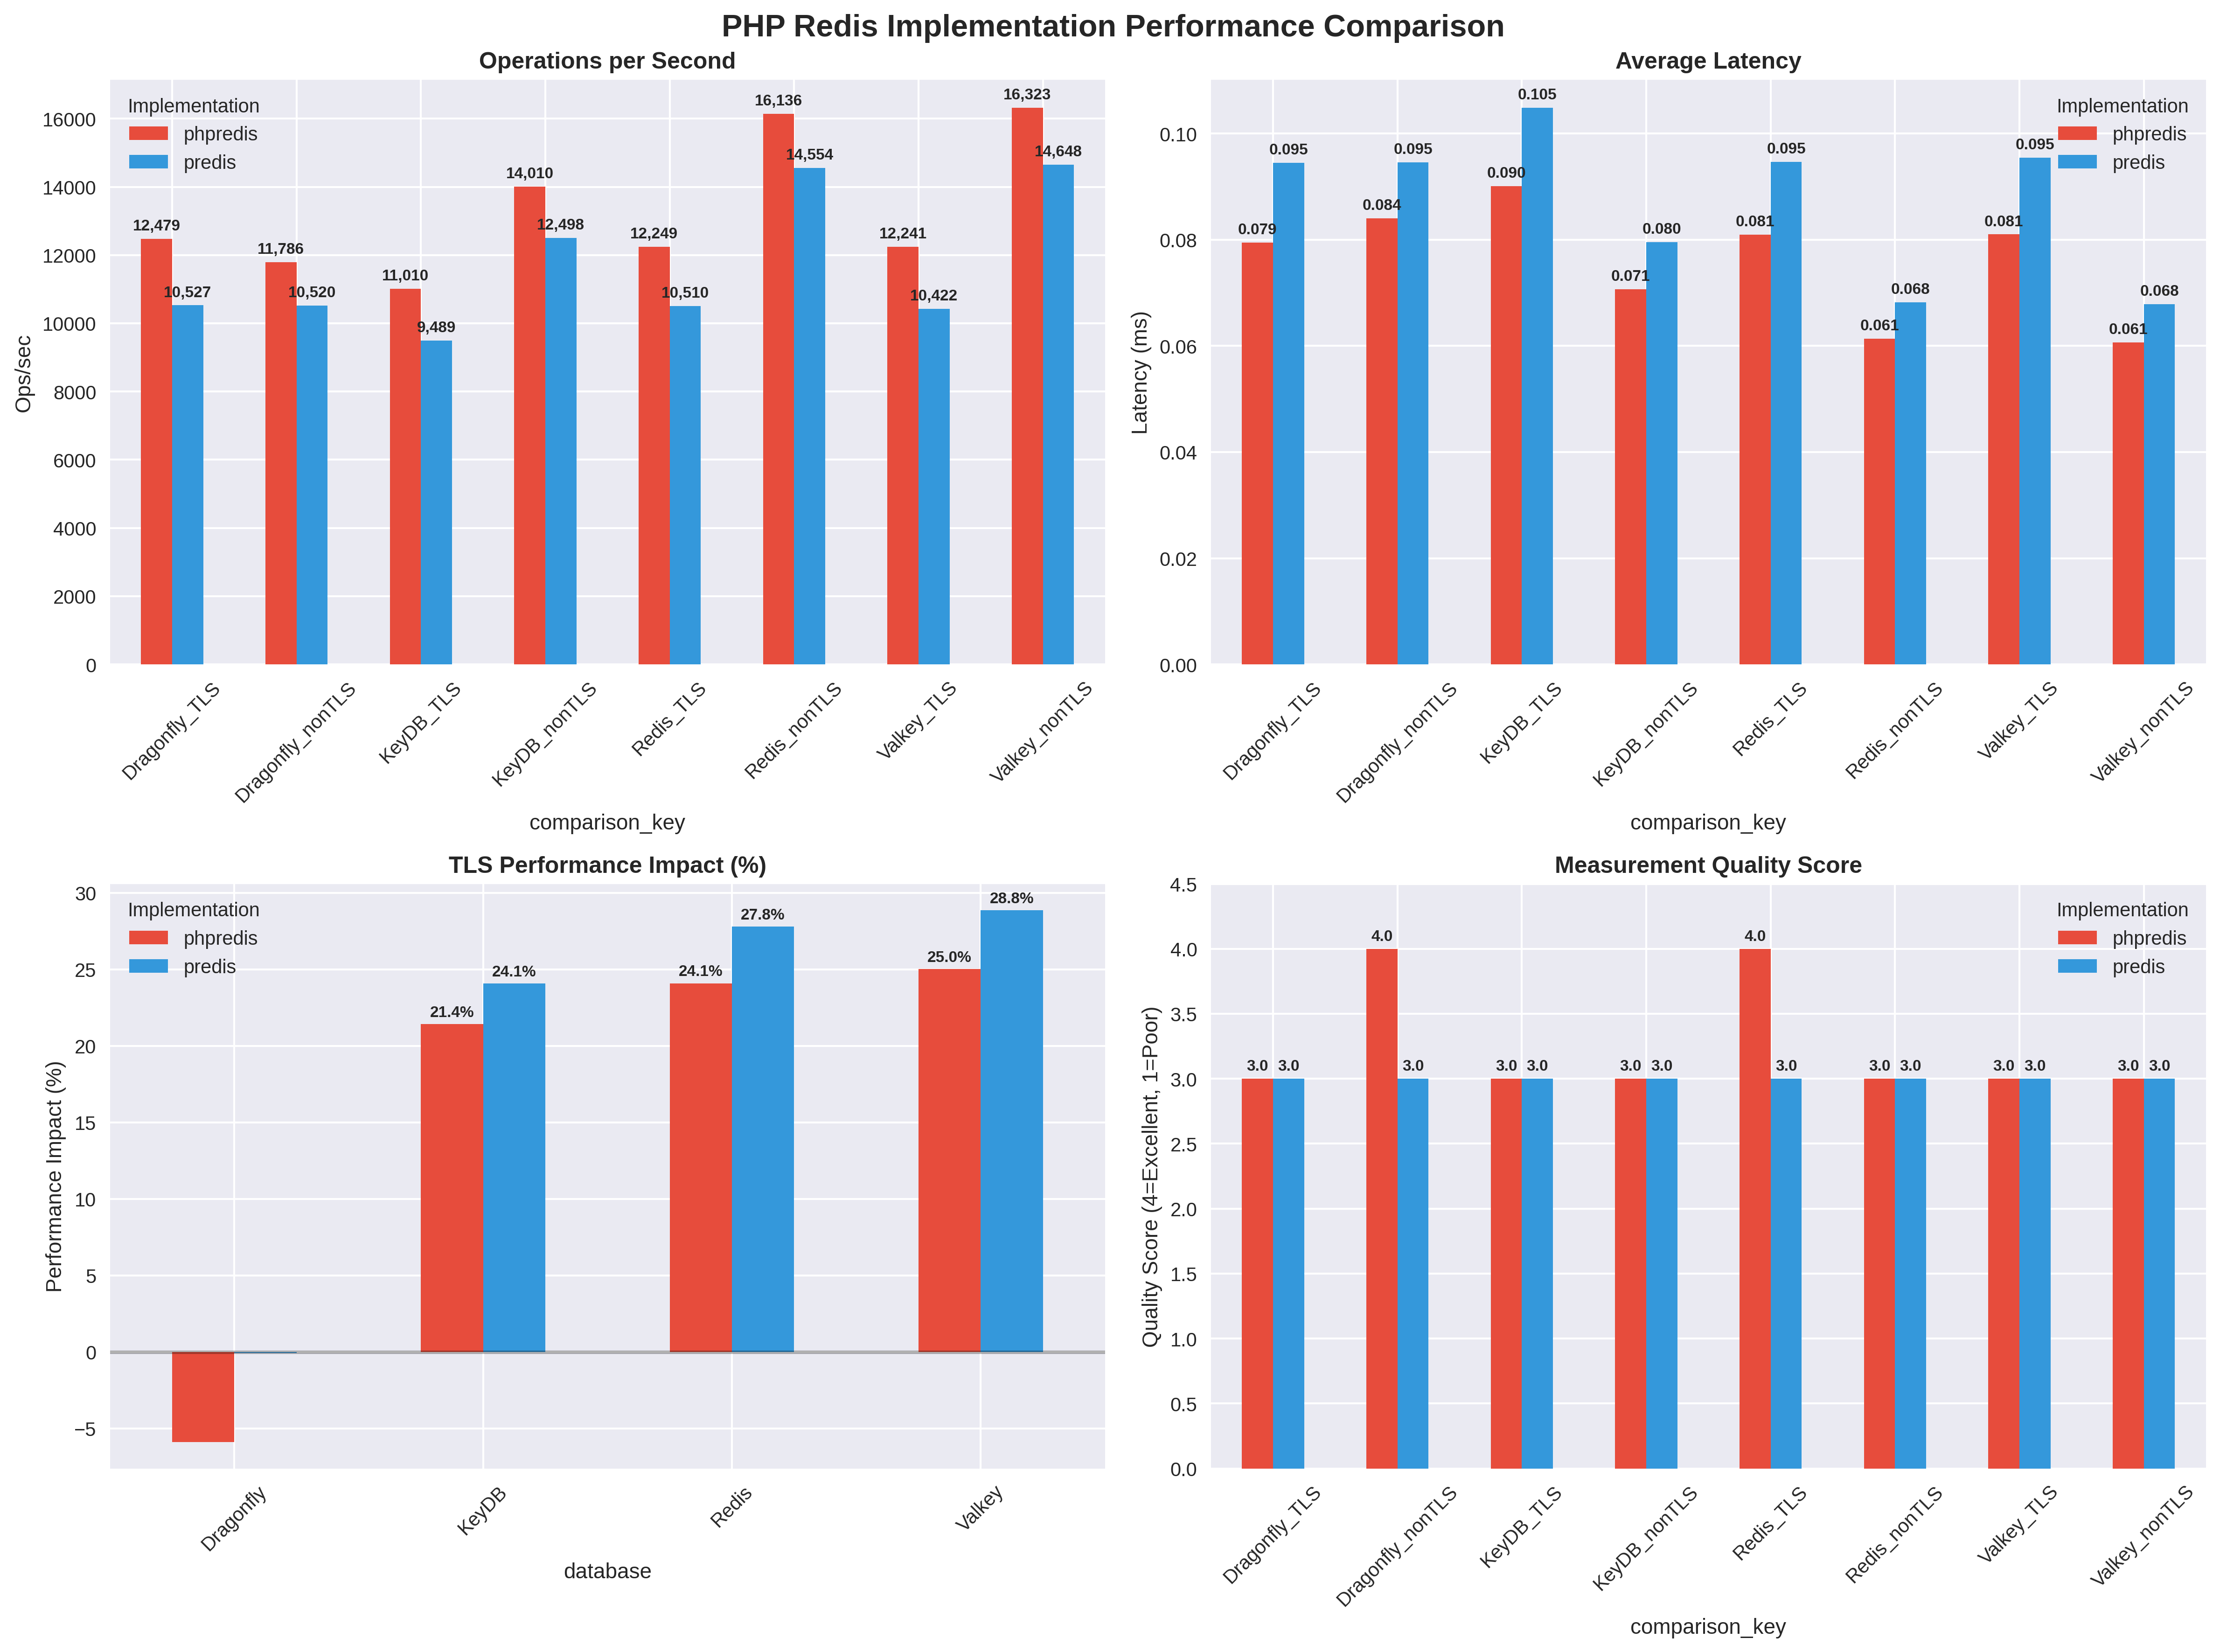 PHP Redis Implementation Performance Comparison
Operations per Second
Implementation
phpredis
predis
Ops/sec
16000
14000
12000
10000
8000
6000
4000
2000
0
12,479
10,527
11,786
10,520
11,010
9,489
14,010
12,498
12,249
10,510
16,136
14,554
12,241
10,422
16,323
14,648
Dragonfly_TLS
Dragonfly_nonTLS
KeyDB_TLS
KeyDB_nonTLS
Redis_TLS
Redis_nonTLS
Valkey_TLS
Valkey_nonTLS
comparison_key
Average Latency
Implementation
phpredis
predis
Latency (ms)
0.10
0.08
0.06
0.04
0.02
0.00
0.079
0.095
0.084
0.095
0.090
0.105
0.071
0.080
0.081
0.095
0.061
0.068
0.081
0.095
0.061
0.068
Dragonfly_TLS
Dragonfly_nonTLS
KeyDB_TLS
KeyDB_nonTLS
Redis_TLS
Redis_nonTLS
Valkey_TLS
Valkey_nonTLS
comparison_key
TLS Performance Impact (%)
Implementation
phpredis
predis
Performance Impact (%)
30
25
20
15
10
5
0
−5
21.4%
24.1%
24.1%
27.8%
25.0%
28.8%
Dragonfly
KeyDB
Redis
Valkey
database
Measurement Quality Score
Implementation
phpredis
predis
Quality Score (4=Excellent, 1=Poor)
4.5
4.0
3.5
3.0
2.5
2.0
1.5
1.0
0.5
0.0
3.0
3.0
4.0
3.0
3.0
3.0
3.0
3.0
4.0
3.0
3.0
3.0
3.0
3.0
3.0
3.0
Dragonfly_TLS
Dragonfly_nonTLS
KeyDB_TLS
KeyDB_nonTLS
Redis_TLS
Redis_nonTLS
Valkey_TLS
Valkey_nonTLS
comparison_key